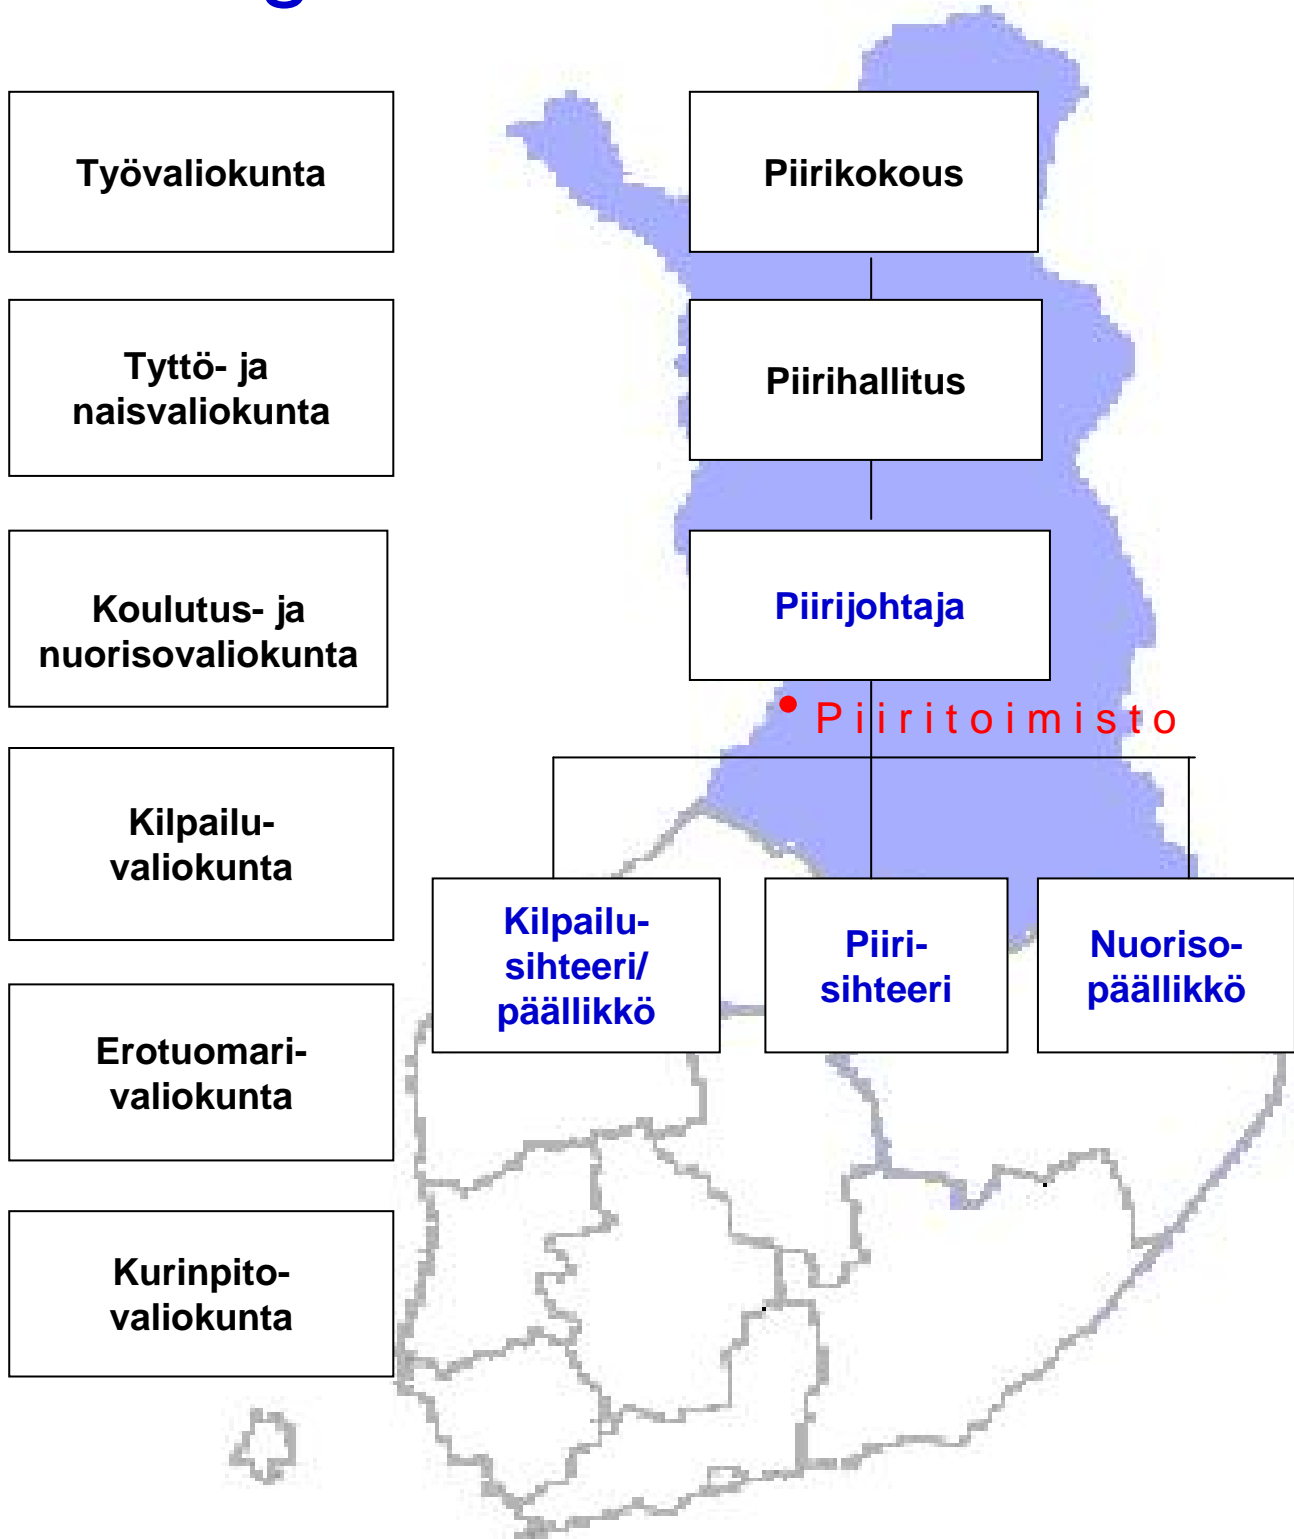 Työvaliokunta
Piirikokous
Tyttö- ja
naisvaliokunta
Piirihallitus
Koulutus- ja
nuorisovaliokunta
Piirijohtaja
• Piiritoimisto
Kilpailu-
valiokunta
Kilpailu-
sihteeri/
päällikkö
Piiri-
sihteeri
Nuoriso-
päällikkö
Erotuomari-
valiokunta
Kurinpito-
valiokunta